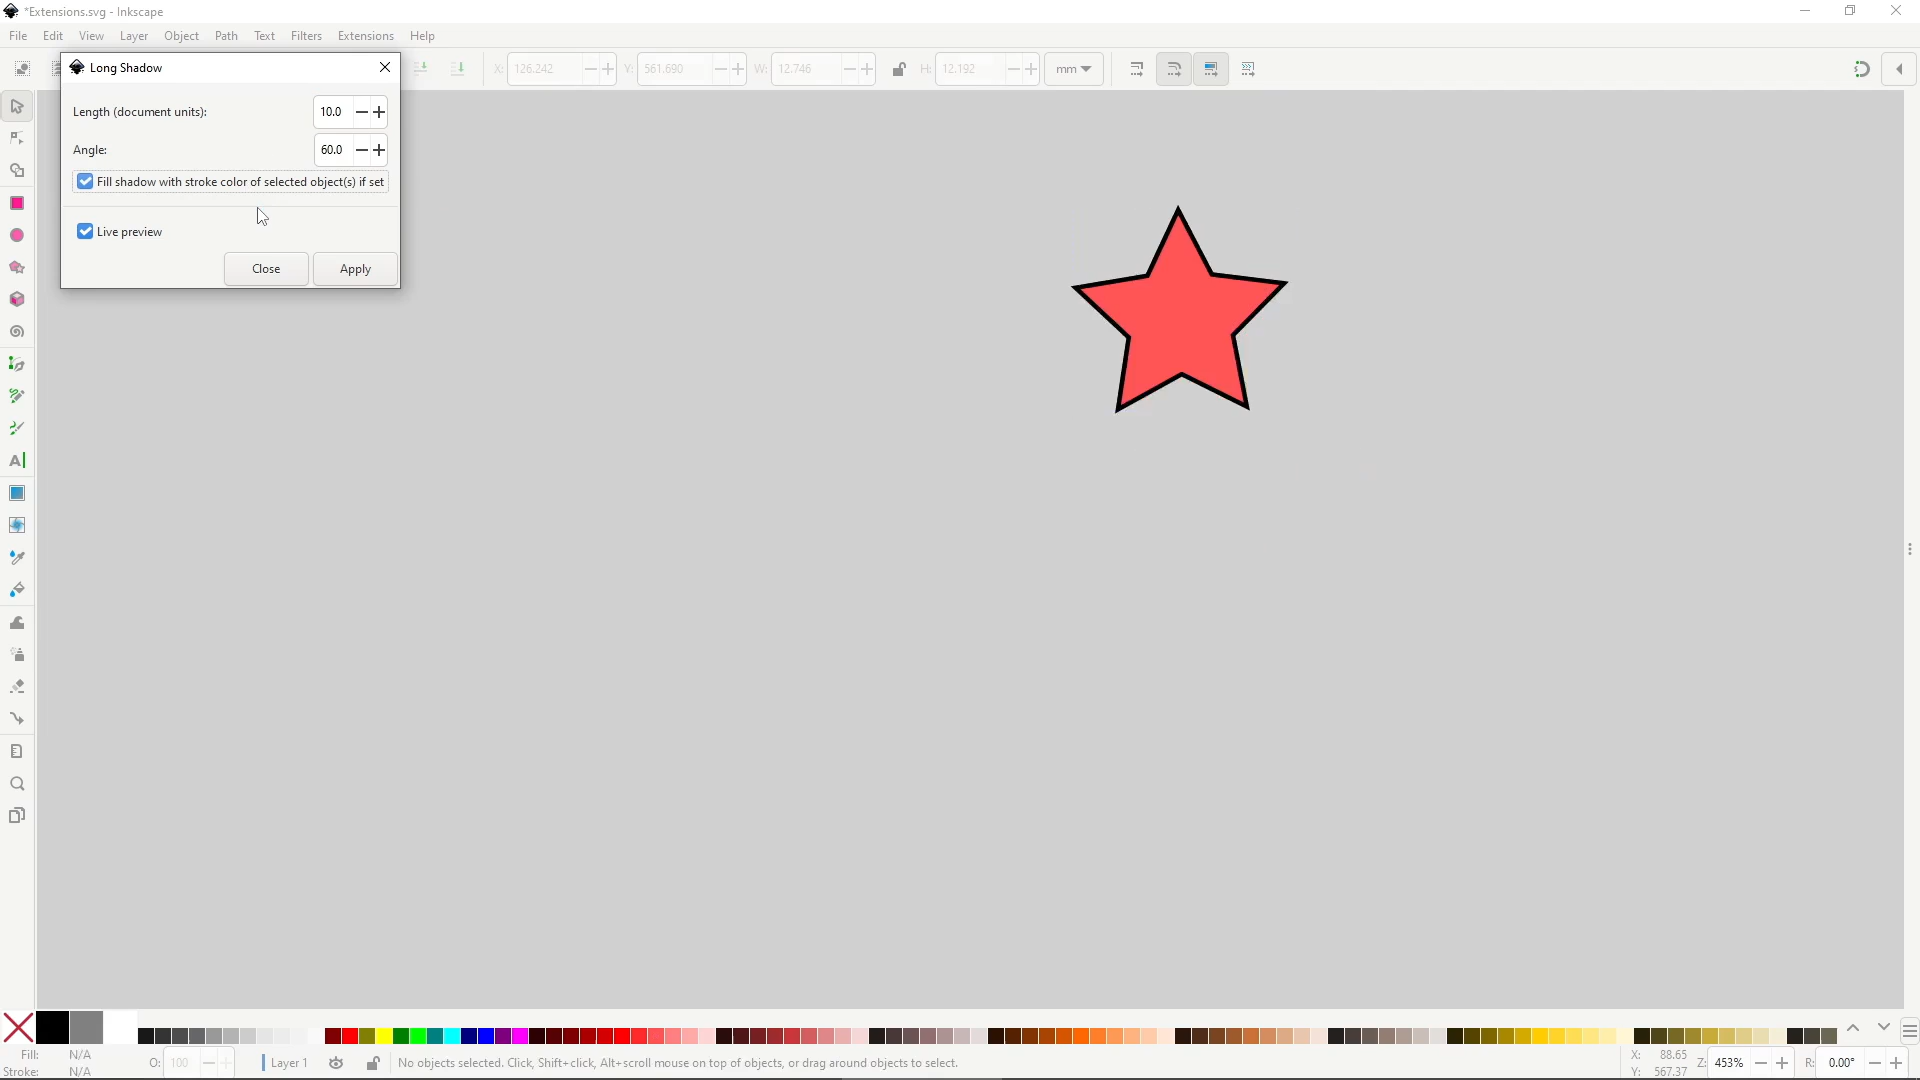 *Extensions.svg - Inkscape
File Edit View Layer Object Path Text Filters Extensions Help
X: 126.242 Y: 561.690 W: 12.746 H: 12.192 mm
Long Shadow
Length (document units): 10.0
Angle: 60.0
Fill shadow with stroke color of selected object(s) if set
Live preview
Close Apply
Fill: N/A
Stroke: N/A
O: 100
Layer 1
No objects selected. Click, Shift+click, Alt+scroll mouse on top of objects, or drag around objects to select.
X: 88.65
Y: 567.37
Z: 453%
R: 0.00°